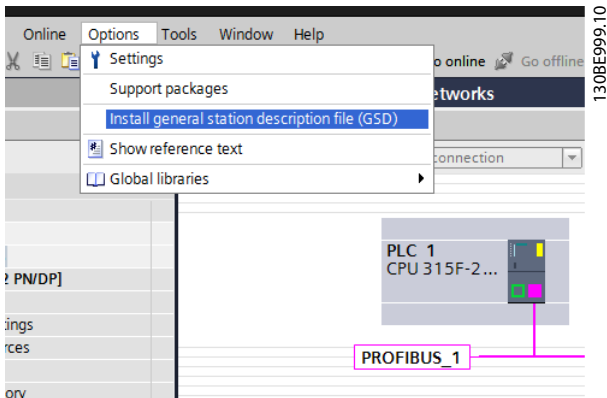 Online Options Tools Window Help
Settings
o online Go offline
Support packages
etworks
Install general station description file (GSD)
Show reference text
connection
Global libraries
PLC_1
CPU 315F-2...
2 PN/DP]
tings
rces
PROFIBUS_1
ory
130BE999.10